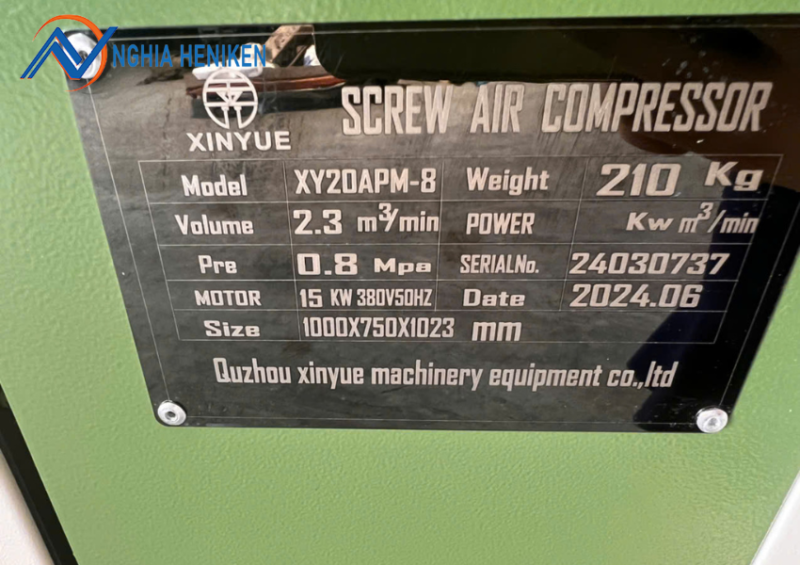 NGHIA HENIKEN
XINYUE
SCREW AIR COMPRESSOR
Model XY20APM-8 Weight 210 Kg
Volume 2.3 m³/min POWER Kw m³/min
Pre 0.8 Mpa SERIALNo. 24030737
MOTOR 15 KW 380V50HZ Date 2024.06
Size 1000X750X1023 mm
Quzhou xinyue machinery equipment co.,ltd